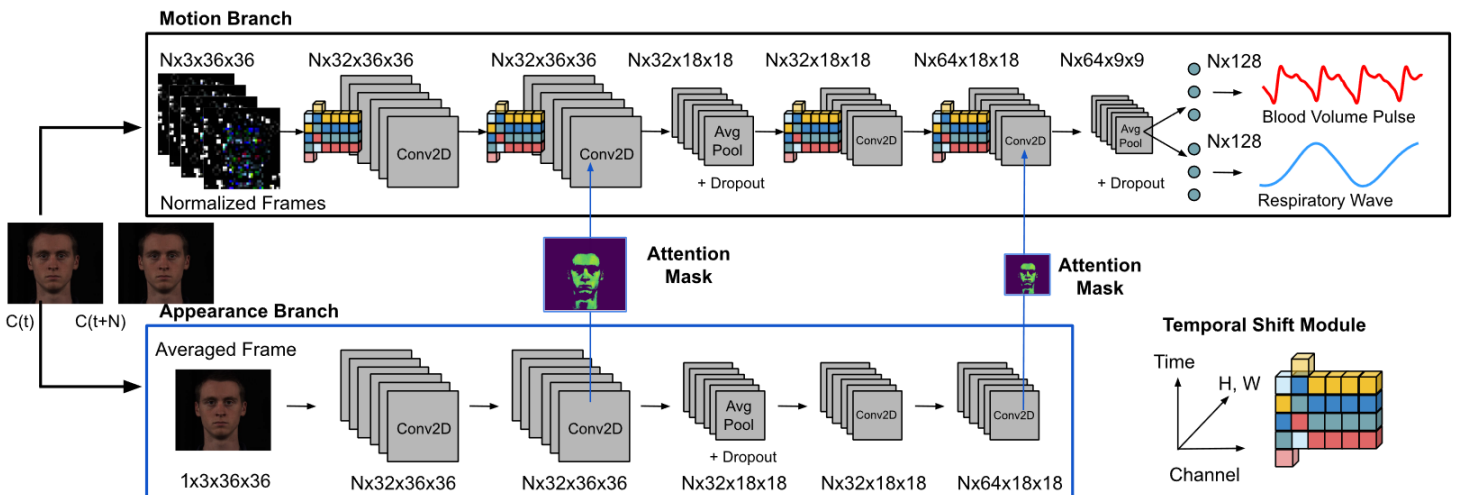 Motion Branch
Nx3x36x36
Nx32x36x36
Nx32x36x36
Nx32x18x18
Nx32x18x18
Nx64x18x18
Nx64x9x9
Nx128
Conv2D
Conv2D
Avg
Pool
Conv2D
Conv2D
Avg
Pool
Blood Volume Pulse
Nx128
+ Dropout
+ Dropout
Normalized Frames
Respiratory Wave
Attention
Mask
Attention
Mask
C(t)
C(t+N)
Appearance Branch
Averaged Frame
Conv2D
Conv2D
Avg
Pool
Conv2D
Conv2D
+ Dropout
1x3x36x36
Nx32x36x36
Nx32x36x36
Nx32x18x18
Nx32x18x18
Nx64x18x18
Temporal Shift Module
Time
H, W
Channel